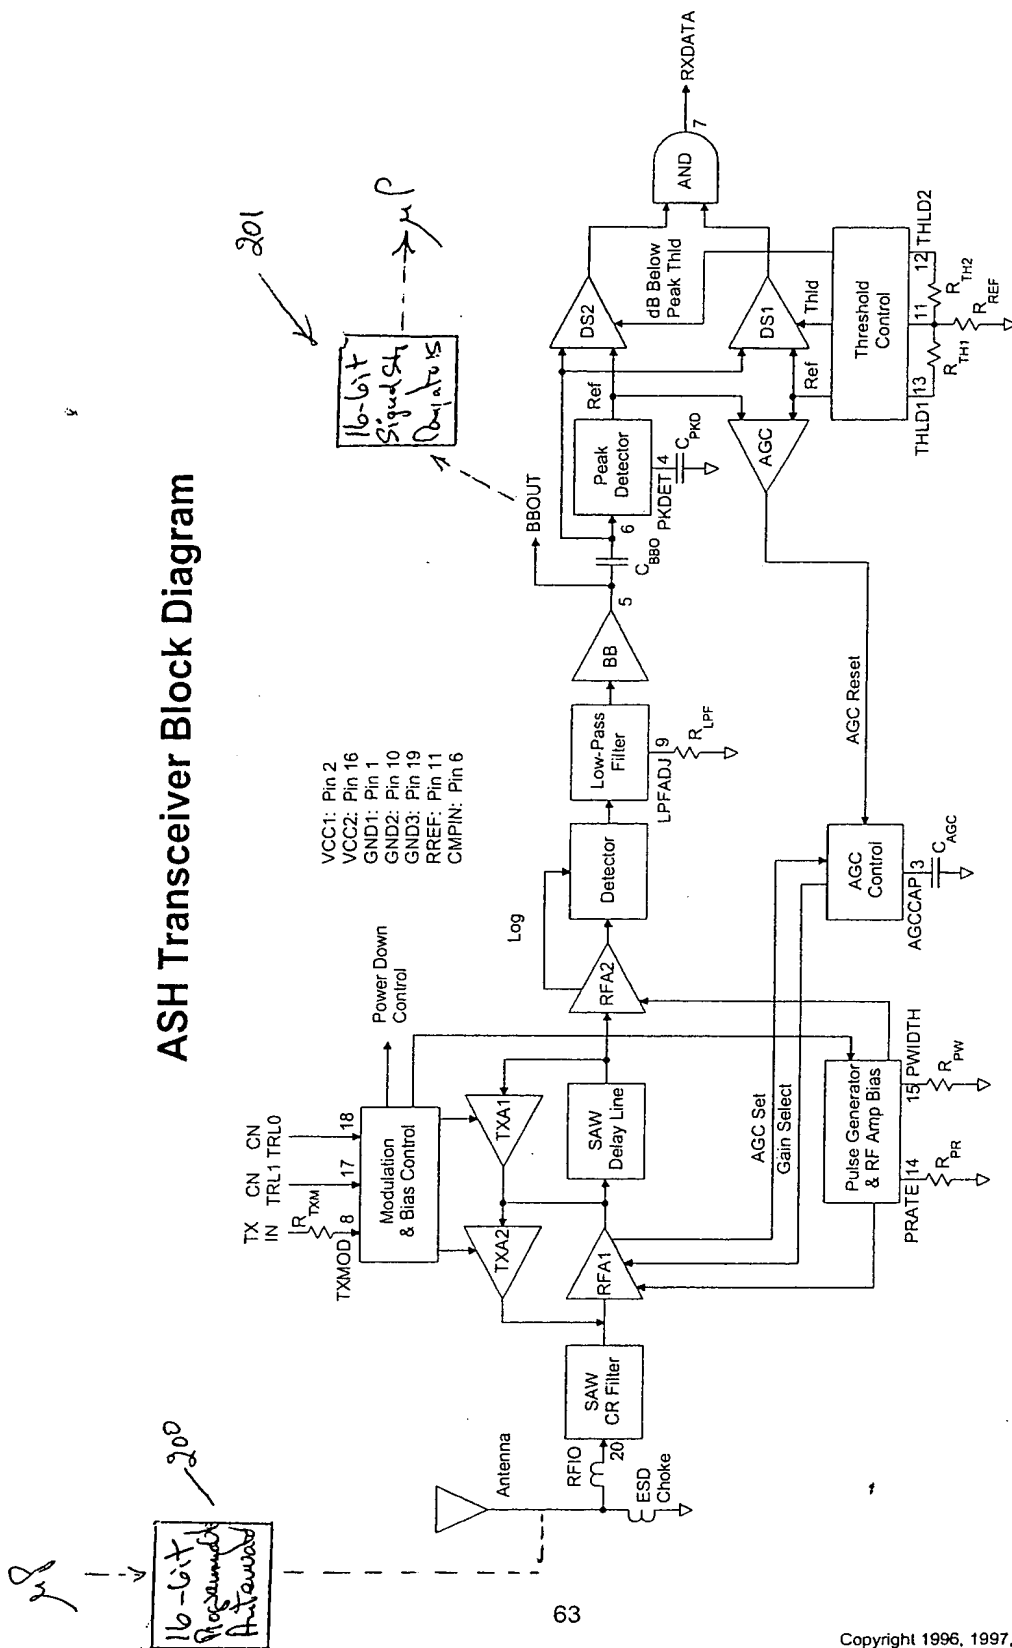 ASH Transceiver Block Diagram
201
16-bit
μP
200
μP
16-bit
TX
IN
CN
TRL1
CN
TRL0
R TXM
TXMOD 8
17
18
Modulation
& Bias Control
Power Down
Control
VCC1: Pin 2
VCC2: Pin 16
GND1: Pin 1
GND2: Pin 10
GND3: Pin 19
RREF: Pin 11
CMPIN: Pin 6
TXA2
TXA1
Log
BBOUT
Antenna
RFIO
20
ESD
Choke
SAW
CR Filter
RFA1
SAW
Delay Line
RFA2
Detector
Low-Pass
Filter
LPFADJ 9
R LPF
BB
5
C BBO
6
Peak
Detector
PKDET 4
C PKD
Ref
DS2
dB Below
Peak Thld
AND
7
RXDATA
AGC
Ref
DS1
Thld
Threshold
Control
THLD1 13
11
12 THLD2
R TH1
R TH2
R REF
AGC Set
Gain Select
AGC Reset
Pulse Generator
& RF Amp Bias
PRATE 14
R PR
15 PWIDTH
R PW
AGC
Control
AGCCAP 3
C AGC
63
Copyright 1996, 1997,